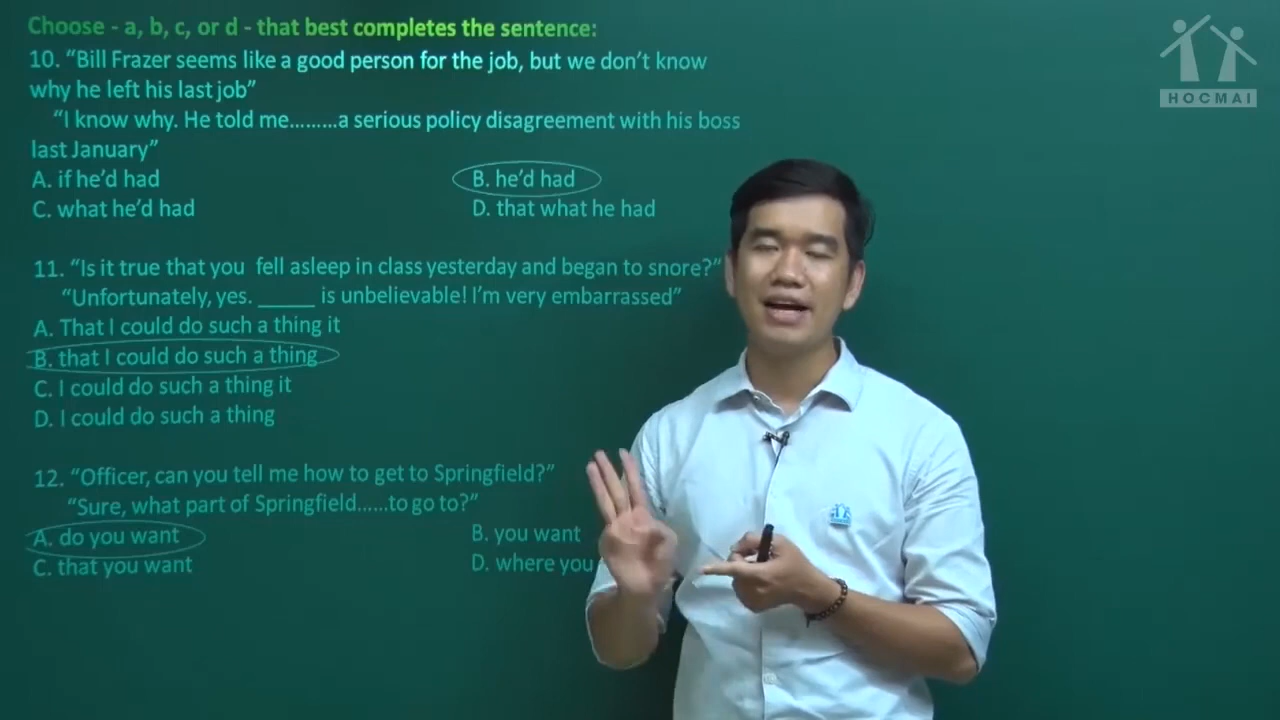 Choose - a, b, c, or d - that best completes the sentence:
10. “Bill Frazer seems like a good person for the job, but we don’t know
why he left his last job”
“I know why. He told me.........a serious policy disagreement with his boss
last January”
A. if he’d had
B. he’d had
C. what he’d had
D. that what he had
11. “Is it true that you fell asleep in class yesterday and began to snore?”
“Unfortunately, yes. _____ is unbelievable! I’m very embarrassed”
A. That I could do such a thing it
B. that I could do such a thing
C. I could do such a thing it
D. I could do such a thing
12. “Officer, can you tell me how to get to Springfield?”
“Sure, what part of Springfield......to go to?”
A. do you want
B. you want
C. that you want
D. where you
HOCMAI